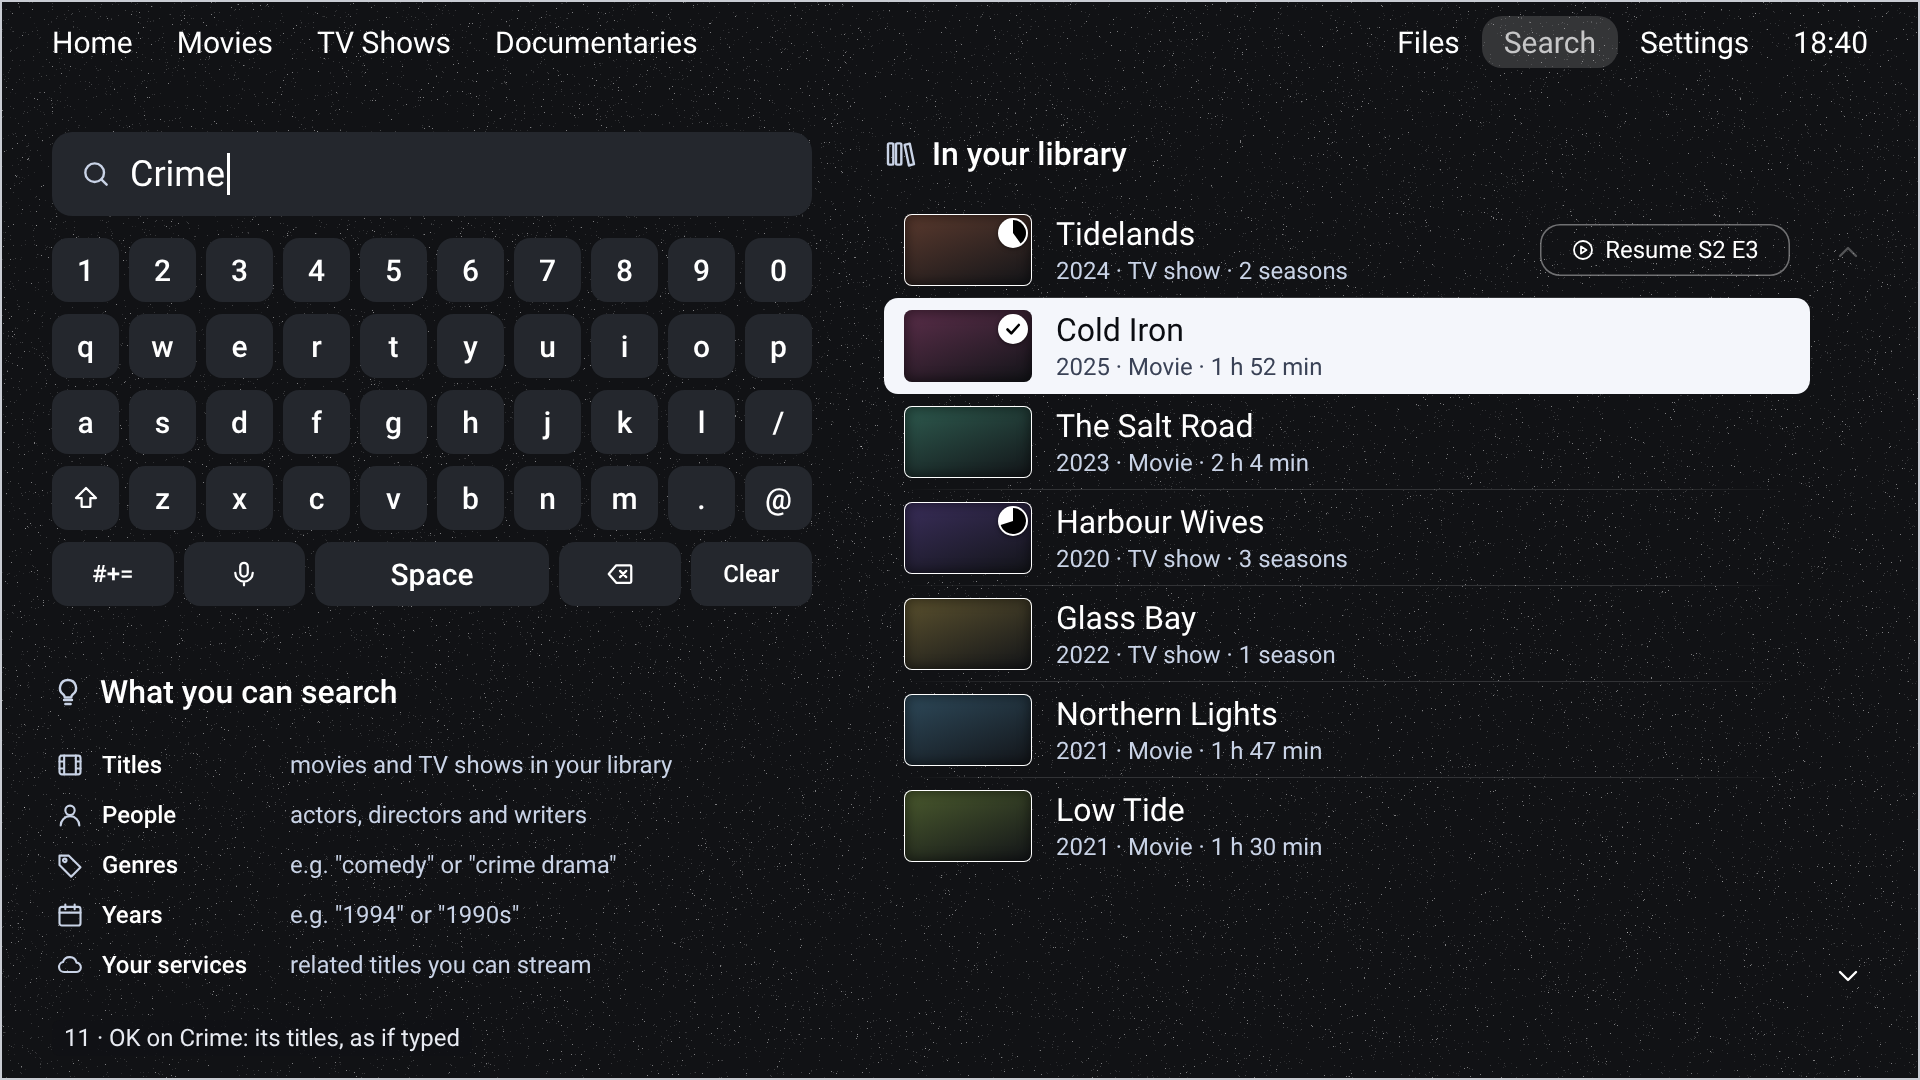 Home Movies TV Shows Documentaries Files Search Settings 18:40
Crime
1 2 3 4 5 6 7 8 9 0
q w e r t y u i o p
a s d f g h j k l /
z x c v b n m . @
#+= Space Clear
What you can search
Titles movies and TV shows in your library
People actors, directors and writers
Genres e.g. "comedy" or "crime drama"
Years e.g. "1994" or "1990s"
Your services related titles you can stream
11 · OK on Crime: its titles, as if typed
In your library
Tidelands
2024 · TV show · 2 seasons
Resume S2 E3
Cold Iron
2025 · Movie · 1 h 52 min
The Salt Road
2023 · Movie · 2 h 4 min
Harbour Wives
2020 · TV show · 3 seasons
Glass Bay
2022 · TV show · 1 season
Northern Lights
2021 · Movie · 1 h 47 min
Low Tide
2021 · Movie · 1 h 30 min